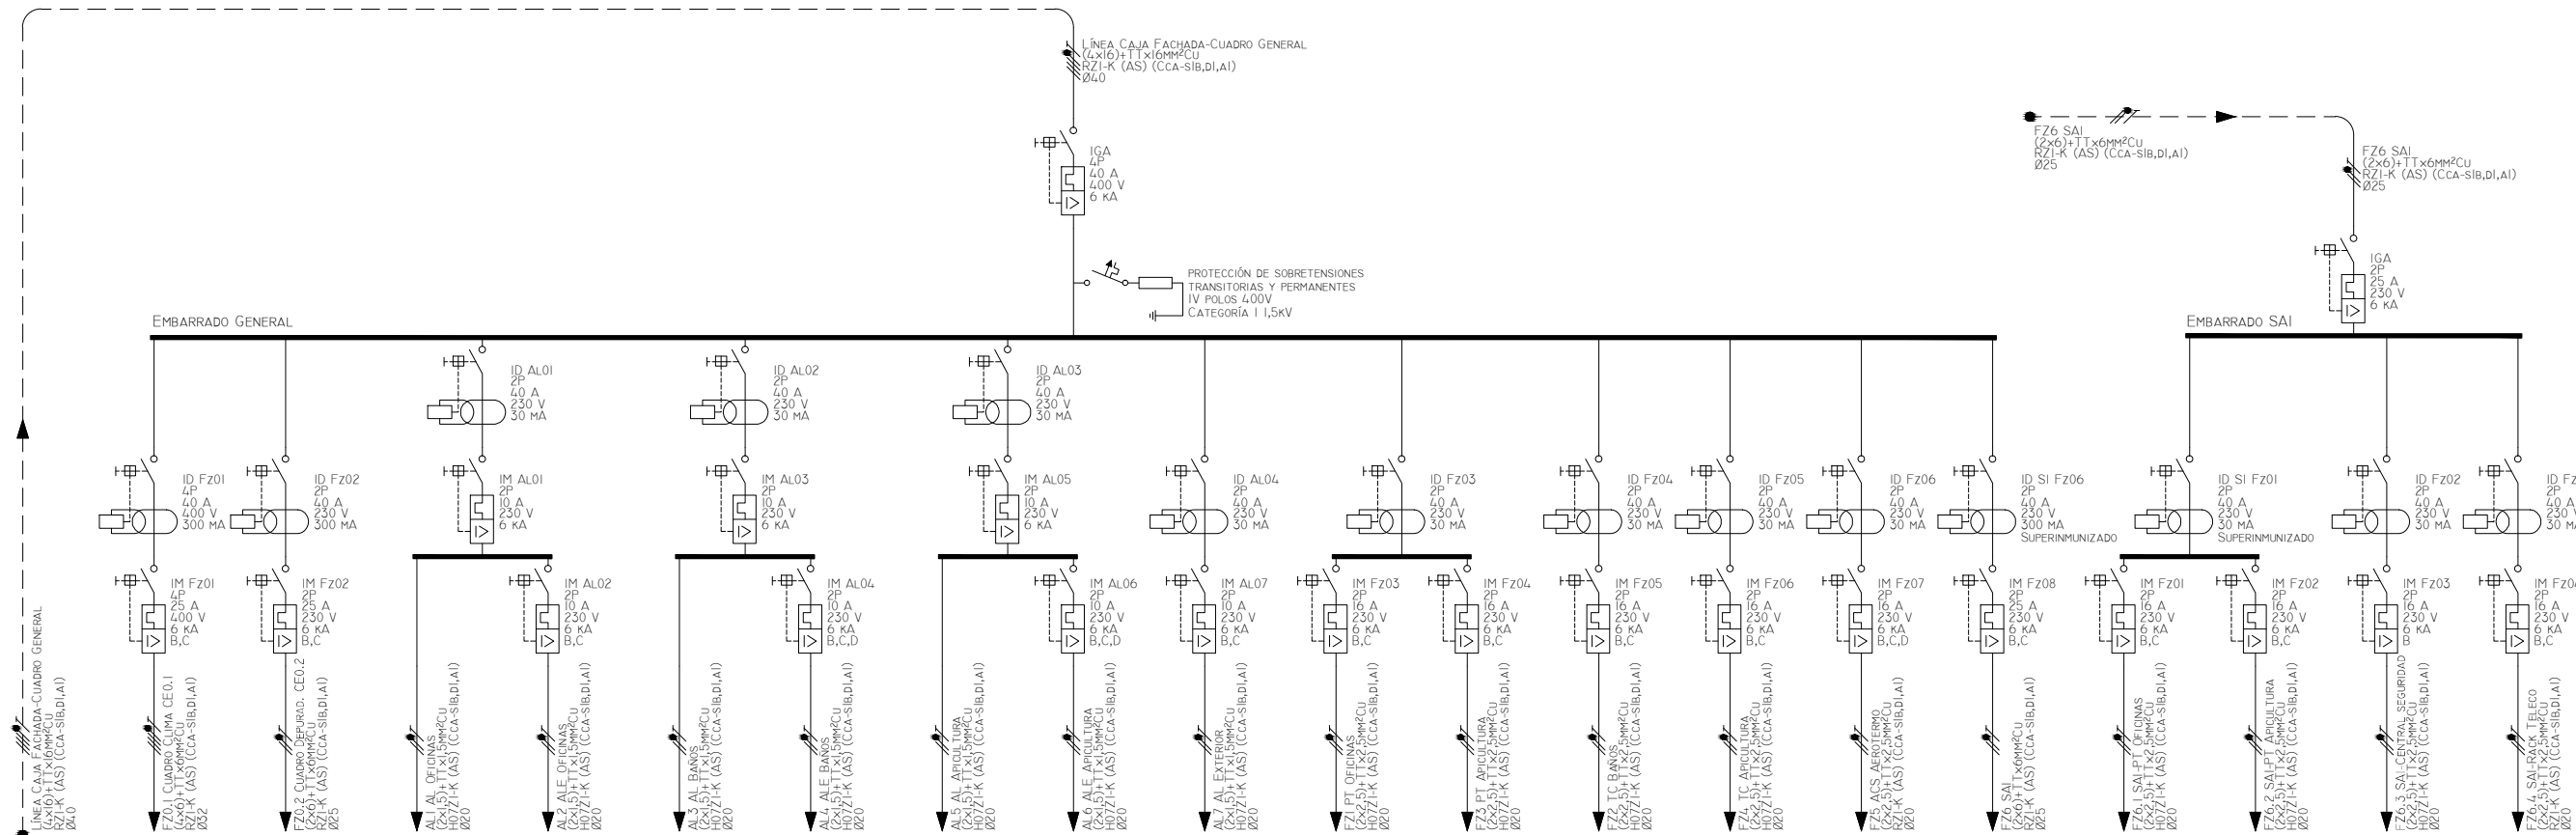 LÍNEA CAJA FACHADA-CUADRO GENERAL
(4x16)+TTx16MM²CU
RZ1-K (AS) (CCA-S1B,D1,A1)
Ø40
IGA
4P
40 A
400 V
6 KA
PROTECCIÓN DE SOBRETENSIONES
TRANSITORIAS Y PERMANENTES
IV POLOS 400V
CATEGORÍA I 1,5KV
FZ6 SAI
(2x6)+TTx6MM²CU
RZ1-K (AS) (CCA-S1B,D1,A1)
Ø25
FZ6 SAI
(2x6)+TTx6MM²CU
RZ1-K (AS) (CCA-S1B,D1,A1)
Ø25
IGA
2P
25 A
230 V
6 KA
EMBARRADO GENERAL
EMBARRADO SAI
ID AL01
2P
40 A
230 V
30 MA
ID AL02
2P
40 A
230 V
30 MA
ID AL03
2P
40 A
230 V
30 MA
ID FZ01
4P
40 A
400 V
300 MA
ID FZ02
2P
40 A
230 V
300 MA
IM AL01
2P
10 A
230 V
6 KA
IM AL03
2P
10 A
230 V
6 KA
IM AL05
2P
10 A
230 V
6 KA
ID AL04
2P
40 A
230 V
30 MA
ID FZ03
2P
40 A
230 V
30 MA
ID FZ04
2P
40 A
230 V
30 MA
ID FZ05
2P
40 A
230 V
30 MA
ID FZ06
2P
40 A
230 V
30 MA
ID SI FZ06
2P
40 A
230 V
300 MA
SUPERINMUNIZADO
ID SI FZ01
2P
40 A
230 V
30 MA
SUPERINMUNIZADO
ID FZ02
2P
40 A
230 V
30 MA
ID FZ
2P
40 A
230 V
30 MA
IM FZ01
4P
25 A
400 V
6 KA
B,C
IM FZ02
2P
25 A
230 V
6 KA
B,C
IM AL02
2P
10 A
230 V
6 KA
B,C
IM AL04
2P
10 A
230 V
6 KA
B,C,D
IM AL06
2P
10 A
230 V
6 KA
B,C,D
IM AL07
2P
10 A
230 V
6 KA
B,C
IM FZ03
2P
16 A
230 V
6 KA
B,C
IM FZ04
2P
16 A
230 V
6 KA
B,C
IM FZ05
2P
16 A
230 V
6 KA
B,C
IM FZ06
2P
16 A
230 V
6 KA
B,C
IM FZ07
2P
16 A
230 V
6 KA
B,C,D
IM FZ08
2P
25 A
230 V
6 KA
B,C
IM FZ01
2P
16 A
230 V
6 KA
B,C
IM FZ02
2P
16 A
230 V
6 KA
B,C
IM FZ03
2P
16 A
230 V
6 KA
B
IM FZ04
2P
16 A
230 V
6 KA
B,C
LÍNEA CAJA FACHADA-CUADRO GENERAL
(4x16)+TTx16MM²CU
RZ1-K (AS) (CCA-S1B,D1,A1)
Ø40
FZ0.1 CUADRO CLIMA CE0.1
(4x6)+TTx6MM²CU
RZ1-K (AS) (CCA-S1B,D1,A1)
Ø32
FZ0.2 CUADRO DEPURAD. CE0.2
(2x6)+TTx6MM²CU
RZ1-K (AS) (CCA-S1B,D1,A1)
Ø25
AL1 AL OFICINAS
(2x1,5)+TTx1,5MM²CU
H07Z1-K (AS) (CCA-S1B,D1,A1)
Ø20
AL2 ALE OFICINAS
(2x1,5)+TTx1,5MM²CU
H07Z1-K (AS) (CCA-S1B,D1,A1)
Ø20
AL3 AL BAÑOS
(2x1,5)+TTx1,5MM²CU
H07Z1-K (AS) (CCA-S1B,D1,A1)
Ø20
AL4 ALE BAÑOS
(2x1,5)+TTx1,5MM²CU
H07Z1-K (AS) (CCA-S1B,D1,A1)
Ø20
AL5 AL APICULTURA
(2x1,5)+TTx1,5MM²CU
H07Z1-K (AS) (CCA-S1B,D1,A1)
Ø20
AL6 ALE APICULTURA
(2x1,5)+TTx1,5MM²CU
H07Z1-K (AS) (CCA-S1B,D1,A1)
Ø20
AL7 AL EXTERIOR
(2x1,5)+TTx1,5MM²CU
H07Z1-K (AS) (CCA-S1B,D1,A1)
Ø20
FZ1 PT OFICINAS
(2x2,5)+TTx2,5MM²CU
H07Z1-K (AS) (CCA-S1B,D1,A1)
Ø20
FZ3 PT APICULTURA
(2x2,5)+TTx2,5MM²CU
H07Z1-K (AS) (CCA-S1B,D1,A1)
Ø20
FZ2 TC BAÑOS
(2x2,5)+TTx2,5MM²CU
H07Z1-K (AS) (CCA-S1B,D1,A1)
Ø20
FZ4 TC APICULTURA
(2x2,5)+TTx2,5MM²CU
H07Z1-K (AS) (CCA-S1B,D1,A1)
Ø20
FZ5 ACS AEROTERMO
(2x2,5)+TTx2,5MM²CU
RZ1-K (AS) (CCA-S1B,D1,A1)
Ø20
FZ6 SAI
(2x6)+TTx6MM²CU
RZ1-K (AS) (CCA-S1B,D1,A1)
Ø25
FZ6.1 SAI-PT OFICINAS
(2x2,5)+TTx2,5MM²CU
H07Z1-K (AS) (CCA-S1B,D1,A1)
Ø20
FZ6.2 SAI-PT APICULTURA
(2x2,5)+TTx2,5MM²CU
H07Z1-K (AS) (CCA-S1B,D1,A1)
Ø20
FZ6.3 SAI-CENTRAL SEGURIDAD
(2x2,5)+TTx2,5MM²CU
H07Z1-K (AS) (CCA-S1B,D1,A1)
Ø20
FZ6.4 SAI-RACK TELECO
(2x2,5)+TTx2,5MM²CU
RZ1-K (AS) (CCA-S1B,D1,A1)
Ø20